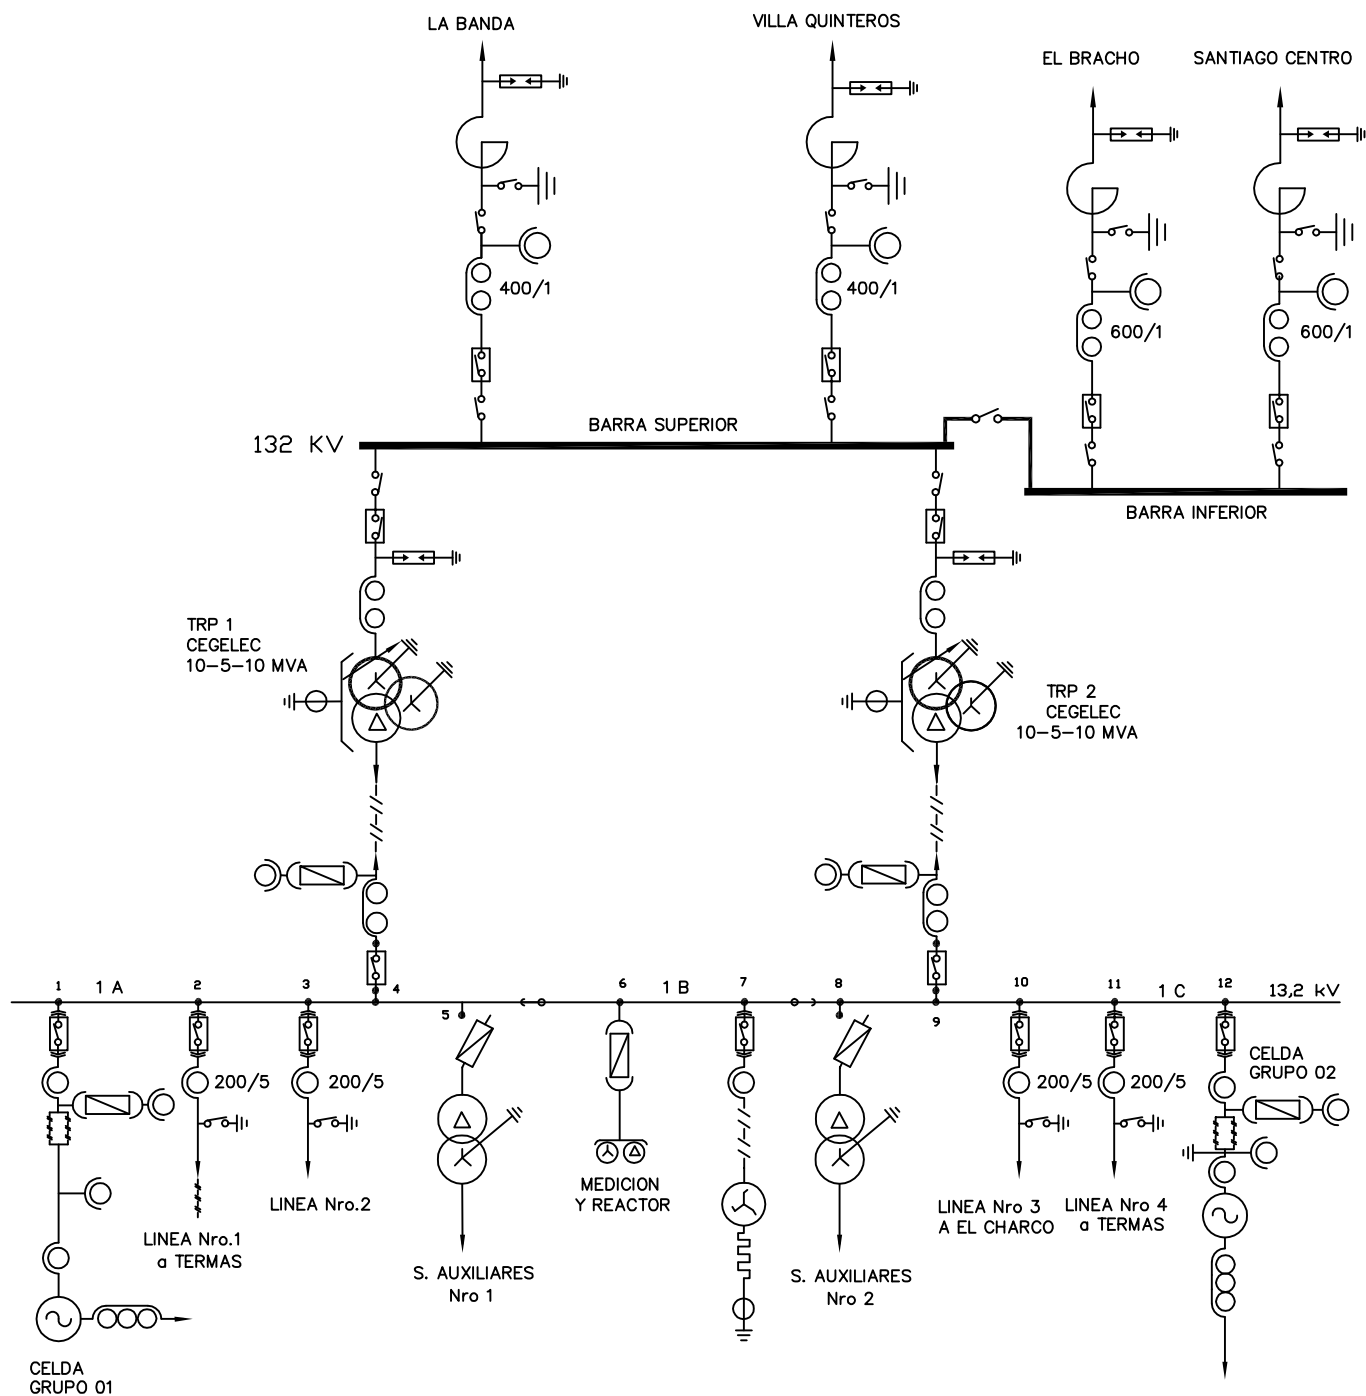 LA BANDA
VILLA QUINTEROS
EL BRACHO
SANTIAGO CENTRO
400/1
400/1
600/1
600/1
BARRA SUPERIOR
132 KV
BARRA INFERIOR
TRP 1
CEGELEC
10-5-10 MVA
TRP 2
CEGELEC
10-5-10 MVA
1
1 A
2
3
4
5
6
1 B
7
8
9
10
11
1 C
12
13,2 kV
200/5
200/5
200/5
200/5
CELDA
GRUPO 02
LINEA Nro.1
a TERMAS
LINEA Nro.2
MEDICION
Y REACTOR
LINEA Nro 3
A EL CHARCO
LINEA Nro 4
a TERMAS
S. AUXILIARES
Nro 1
S. AUXILIARES
Nro 2
CELDA
GRUPO 01